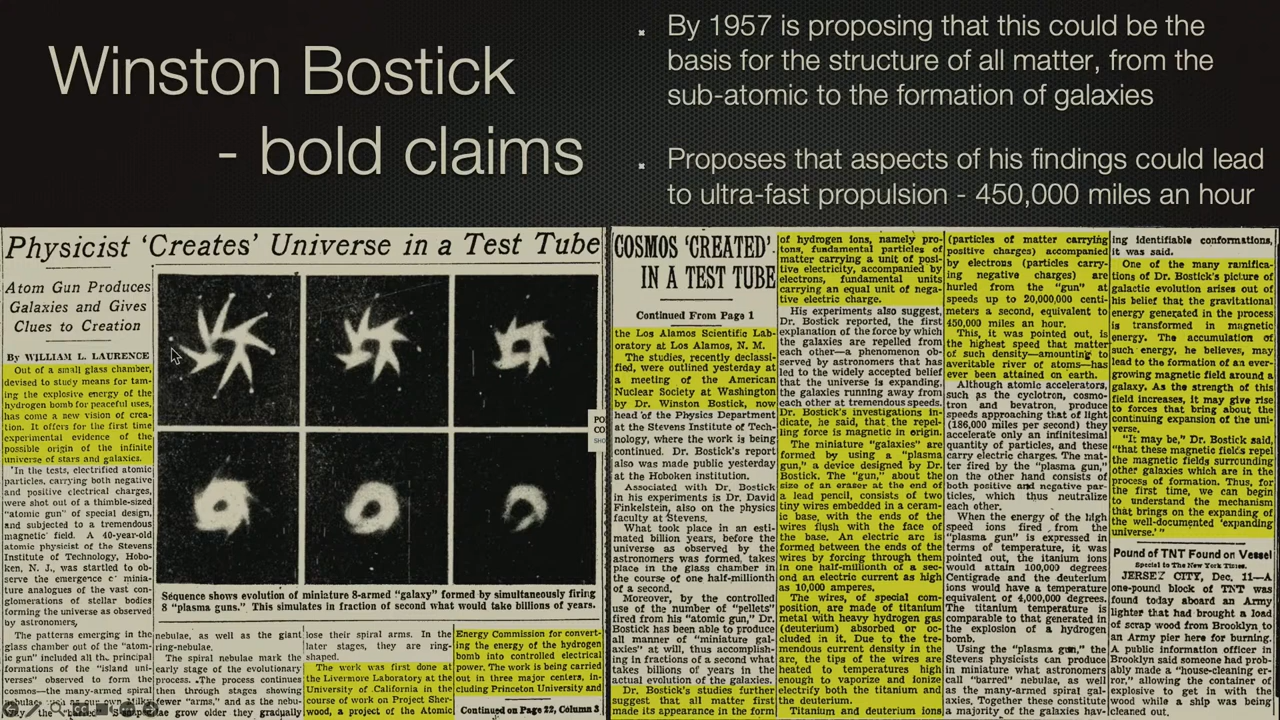 Winston Bostick
- bold claims
By 1957 is proposing that this could be the
basis for the structure of all matter, from the
sub-atomic to the formation of galaxies
Proposes that aspects of his findings could lead
to ultra-fast propulsion - 450,000 miles an hour
Physicist 'Creates' Universe in a Test Tube
Atom Gun Produces
Galaxies and Gives
Clues to Creation
By WILLIAM L. LAURENCE
Out of a small glass chamber,
devised to study means for tam-
ing the explosive energy of the
hydrogen bomb for peaceful uses,
has come a new vision of crea-
tion. It offers for the first time
experimental evidence of the
possible origin of the infinite
universe of stars and galaxies.
In the tests, electrified atomic
particles, carrying both negative
and positive electrical charges,
were shot out of a thimble-sized
"atomic gun" of special design,
and subjected to a tremendous
magnetic field. A 40-year-old
atomic physicist of the Stevens
Institute of Technology, Hobo-
ken, N. J., was startled to ob-
serve the emergence of minia-
ture analogues of the vast con-
glomerations of stellar bodies
forming the universe as observed
by astronomers,
The patterns emerging in the
glass chamber out of the "atom-
ic gun" included all the principal
formations of the "island uni-
verses" observed to form the
cosmos—the many-armed spiral
Sequence shows evolution of miniature 8-armed "galaxy" formed by simultaneously firing
8 "plasma guns." This simulates in fraction of second what would take billions of years.
nebulae, as well as the giant
ring-nebulae.
The spiral nebulae mark the
early stage of the evolutionary
process. The process continues
then through stages showing
fewer "arms," and as the nebu-
lae grow older they gradually
lose their spiral arms. In the
later stages, they are ring-
shaped.
The work was first done at
the Livermore Laboratory at the
University of California in the
course of work on Project Sher-
wood, a project of the Atomic
Energy Commission for convert-
ing the energy of the hydrogen
bomb into controlled electrical
power. The work is being carried
out in three major centers, in-
cluding Princeton University and
Continued on Page 22, Column 3
COSMOS 'CREATED'
IN A TEST TUBE
Continued From Page 1
the Los Alamos Scientific Lab-
oratory at Los Alamos, N. M.
The studies, recently declassi-
fied, were outlined yesterday at
a meeting of the American
Nuclear Society at Washington
by Dr. Winston Bostick, now
head of the Physics Department
at the Stevens Institute of Tech-
nology, where the work is being
continued. Dr. Bostick's report
also was made public yesterday
at the Hoboken institution.
Associated with Dr. Bostick
in his experiments is Dr. David
Finkelstein, also on the physics
faculty at Stevens.
What took place in an esti-
mated billion years, before the
universe as observed by the
astronomers was formed, takes
place in the glass chamber in
the course of one half-millionth
of a second.
Moreover, by the controlled
use of the number of "pellets"
fired from his "atomic gun," Dr.
Bostick has been able to produce
all manner of "miniature gal-
axies" at will, thus accomplish-
ing in fractions of a second what
takes billions of years in the
actual evolution of the galaxies.
Dr. Bostick's studies further
suggest that all matter first
made its appearance in the form
of hydrogen ions, namely pro-
tons, fundamental particles of
matter carrying a unit of posi-
tive electricity, accompanied by
electrons, fundamental units
carrying an equal unit of nega-
tive electric charge.
His experiments also suggest,
Dr. Bostick reported, the first
explanation of the force by which
the galaxies are repelled from
each other—a phenomenon ob-
served by astronomers that has
led to the widely accepted belief
that the universe is expanding,
the galaxies running away from
each other at tremendous speeds.
Dr. Bostick's investigations in-
dicate, he said, that the repel-
ling force is magnetic in origin.
The miniature "galaxies" are
formed by using a "plasma
gun," a device designed by Dr.
Bostick. The "gun," about the
size of an eraser at the end of
a lead pencil, consists of two
tiny wires embedded in a ceram-
ic base, with the ends of the
wires flush with the face of
the base. An electric arc is
formed between the ends of the
wires by forcing through them
in one half-millionth of a sec-
ond an electric current as high
as 10,000 amperes.
The wires, of special com-
position, are made of titanium
metal with heavy hydrogen gas
(deuterium) absorbed or oc-
cluded in it. Due to the tre-
mendous current density in the
arc, the tips of the wires are
heated to temperatures high
enough to vaporize and ionize
electrify both the titanium and
the deuterium.
Titanium and deuterium ions,
(particles of matter carrying
positive charges) accompanied
by electrons (particles carry-
ing negative charges) are
hurled from the "gun" at
speeds up to 20,000,000 centi-
meters a second, equivalent to
450,000 miles an hour.
This, it was pointed out, is
the highest speed that matter
of such density—amounting to
averitable river of atoms—has
ever been attained on earth.
Although atomic accelerators,
such as the cyclotron, cosmo-
tron and bevatron, produce
speeds approaching that of light
(186,000 miles per second) they
accelerate only an infinitesimal
quantity of particles, and these
carry electric charges. The mat-
ter fired by the "plasma gun,"
on the other hand consists of
both positive and negative par-
ticles, which thus neutralize
each other.
When the energy of the high
speed ions fired from the
"plasma gun" is expressed in
terms of temperature, it was
pointed out, the titanium ions
would attain 100,000 degrees
Centigrade and the deuterium
ions would have a temperature
equivalent of 4,000,000 degrees.
The titanium temperature is
comparable to that generated in
the explosion of a hydrogen
bomb.
Using the "plasma gun," the
Stevens physicists can produce
in miniature what astronomers
call "barred" nebulae, as well
as the many-armed spiral gal-
axies. Together these constitute
a majority of the galaxies hav-
ing identifiable conformations,
it was said.
One of the many ramifica-
tions of Dr. Bostick's picture of
galactic evolution arises out of
his belief that the gravitational
energy generated in the process
is transformed in magnetic
energy. The accumulation of
such energy, he believes, may
lead to the formation of an ever-
growing magnetic field around a
galaxy. As the strength of this
field increases, it may give rise
to forces that bring about the
continuing expansion of the uni-
verse.
"It may be," Dr. Bostick said,
"that these magnetic fields repel
the magnetic fields surrounding
other galaxies which are in the
process of formation. Thus, for
the first time, we can begin
to understand the mechanism
that brings on the expanding of
the well-documented 'expanding
universe.'"
Pound of TNT Found on Vessel
Special to The New York Times.
JERSEY CITY, Dec. 11—A
one-pound block of TNT was
found today aboard an Army
lighter that had brought a load
of scrap wood from Brooklyn to
an Army pier here for burning.
A public information officer in
Brooklyn said someone had prob-
ably made a "house-cleaning er-
ror," allowing the container of
explosive to get in with the
wood while a ship was being
cleaned out.